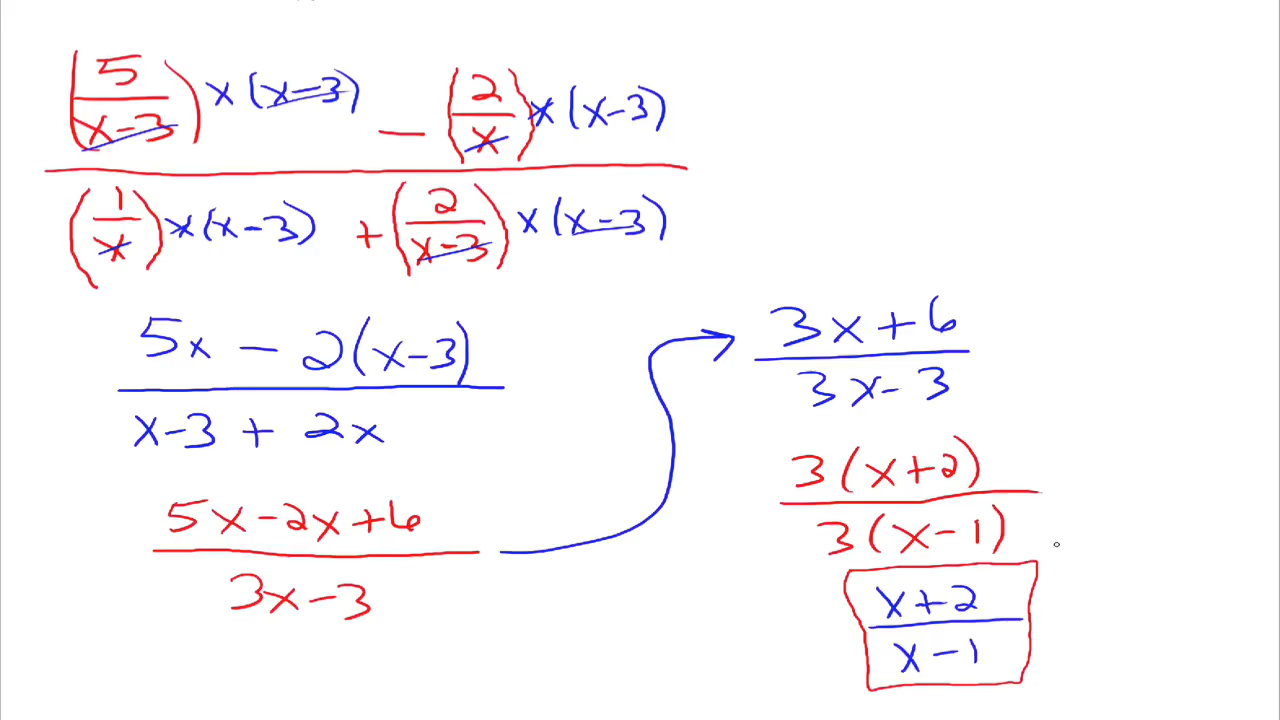 (5/(x-3)) x(x-3) - (2/x) x(x-3)
(1/x) x(x-3) + (2/(x-3)) x(x-3)
5x - 2(x-3)
x-3 + 2x
5x-2x+6
3x-3
3x+6
3x-3
3(x+2)
3(x-1)
x+2
x-1